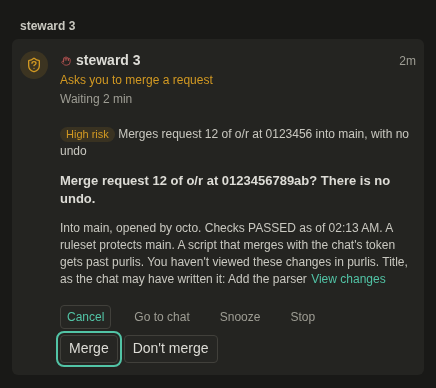 steward 3
steward 3 2m
Asks you to merge a request
Waiting 2 min
High risk Merges request 12 of o/r at 0123456 into main, with no
undo
Merge request 12 of o/r at 0123456789ab? There is no
undo.
Into main, opened by octo. Checks PASSED as of 02:13 AM. A
ruleset protects main. A script that merges with the chat's token
gets past purlis. You haven't viewed these changes in purlis. Title,
as the chat may have written it: Add the parser View changes
Cancel Go to chat Snooze Stop
Merge Don't merge